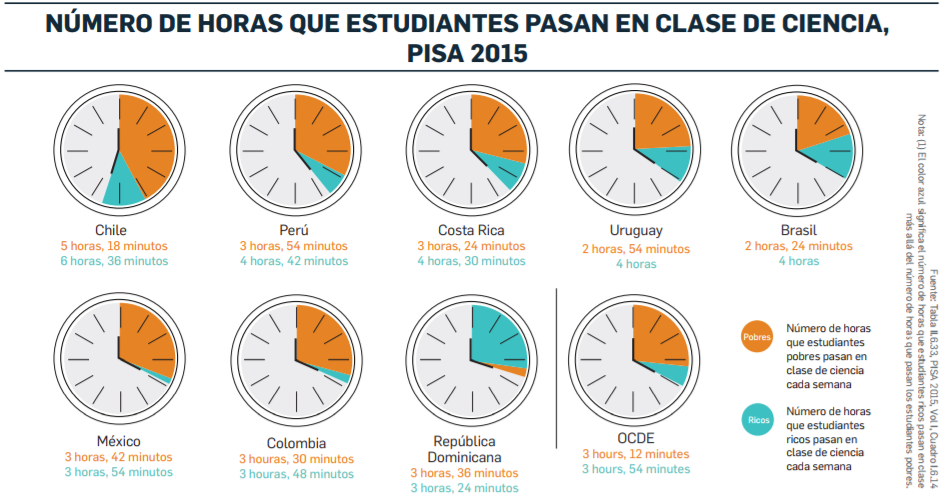 NÚMERO DE HORAS QUE ESTUDIANTES PASAN EN CLASE DE CIENCIA,
PISA 2015
Chile
5 horas, 18 minutos
6 horas, 36 minutos
Perú
3 horas, 54 minutos
4 horas, 42 minutos
Costa Rica
3 horas, 24 minutos
4 horas, 30 minutos
Uruguay
2 horas, 54 minutos
4 horas
Brasil
2 horas, 24 minutos
4 horas
México
3 horas, 42 minutos
3 horas, 54 minutos
Colombia
3 houras, 30 minutos
3 houras, 48 minutos
República
Dominicana
3 horas, 36 minutos
3 horas, 24 minutos
OCDE
3 hours, 12 minutos
3 hours, 54 minutos
Pobres
Número de horas
que estudiantes
pobres pasan en
clase de ciencia
cada semana
Ricos
Número de horas
que estudiantes
ricos pasan en
clase de ciencia
cada semana
Fuente: Tabla II.6.33, PISA 2015, Vol I, Cuadro I.6.14
Nota: (1) El color azul significa el número de horas que estudiantes ricos pasan en clase
más allá del número de horas que pasan los estudiantes pobres.